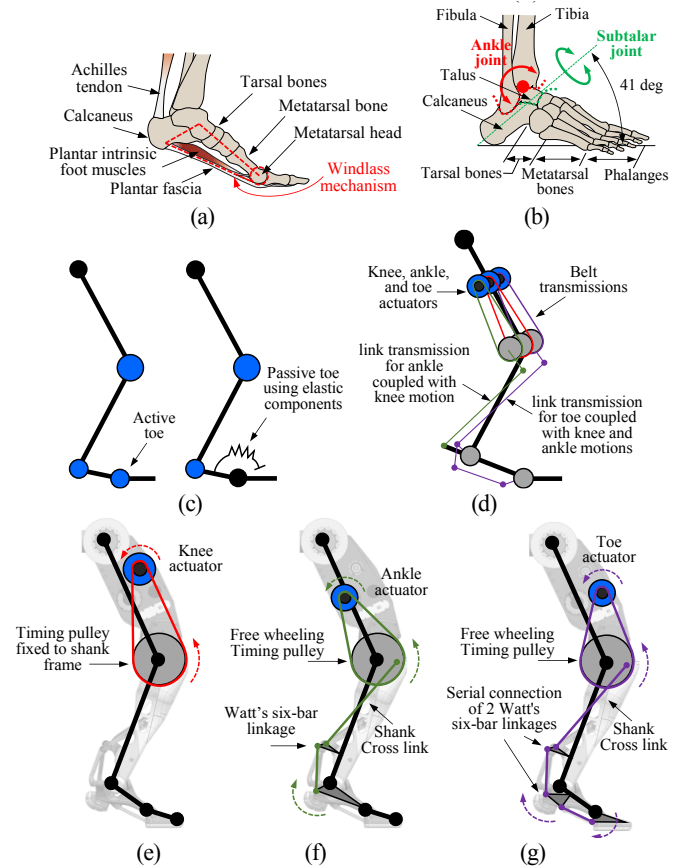 Achilles
tendon
Calcaneus
Plantar intrinsic
foot muscles
Plantar fascia
Tarsal bones
Metatarsal bone
Metatarsal head
Windlass
mechanism
(a)
Fibula
Tibia
Ankle
joint
Subtalar
joint
Talus
Calcaneus
41 deg
Tarsal bones
Metatarsal
bones
Phalanges
(b)
Active
toe
Passive toe
using elastic
components
(c)
Knee, ankle,
and toe
actuators
Belt
transmissions
link transmission
for ankle
coupled with
knee motion
link transmission
for toe coupled
with knee and
ankle motions
(d)
Knee
actuator
Timing pulley
fixed to shank
frame
(e)
Ankle
actuator
Free wheeling
Timing pulley
Watt's six-bar
linkage
Shank
Cross link
(f)
Toe
actuator
Free wheeling
Timing pulley
Serial connection
of 2 Watt's
six-bar linkages
Shank
Cross link
(g)